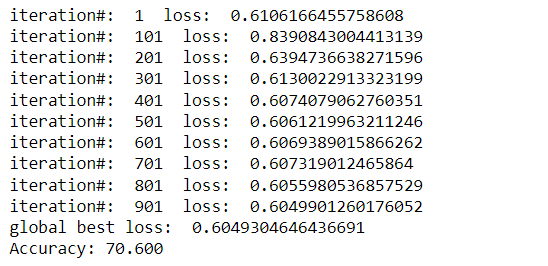 iteration#:  1  loss:  0.6106166455758608
iteration#:  101  loss:  0.8390843004413139
iteration#:  201  loss:  0.6394736638271596
iteration#:  301  loss:  0.6130022913323199
iteration#:  401  loss:  0.6074079062760351
iteration#:  501  loss:  0.6061219963211246
iteration#:  601  loss:  0.6069389015866262
iteration#:  701  loss:  0.607319012465864
iteration#:  801  loss:  0.6055980536857529
iteration#:  901  loss:  0.6049901260176052
global best loss:  0.6049304646436691
Accuracy: 70.600